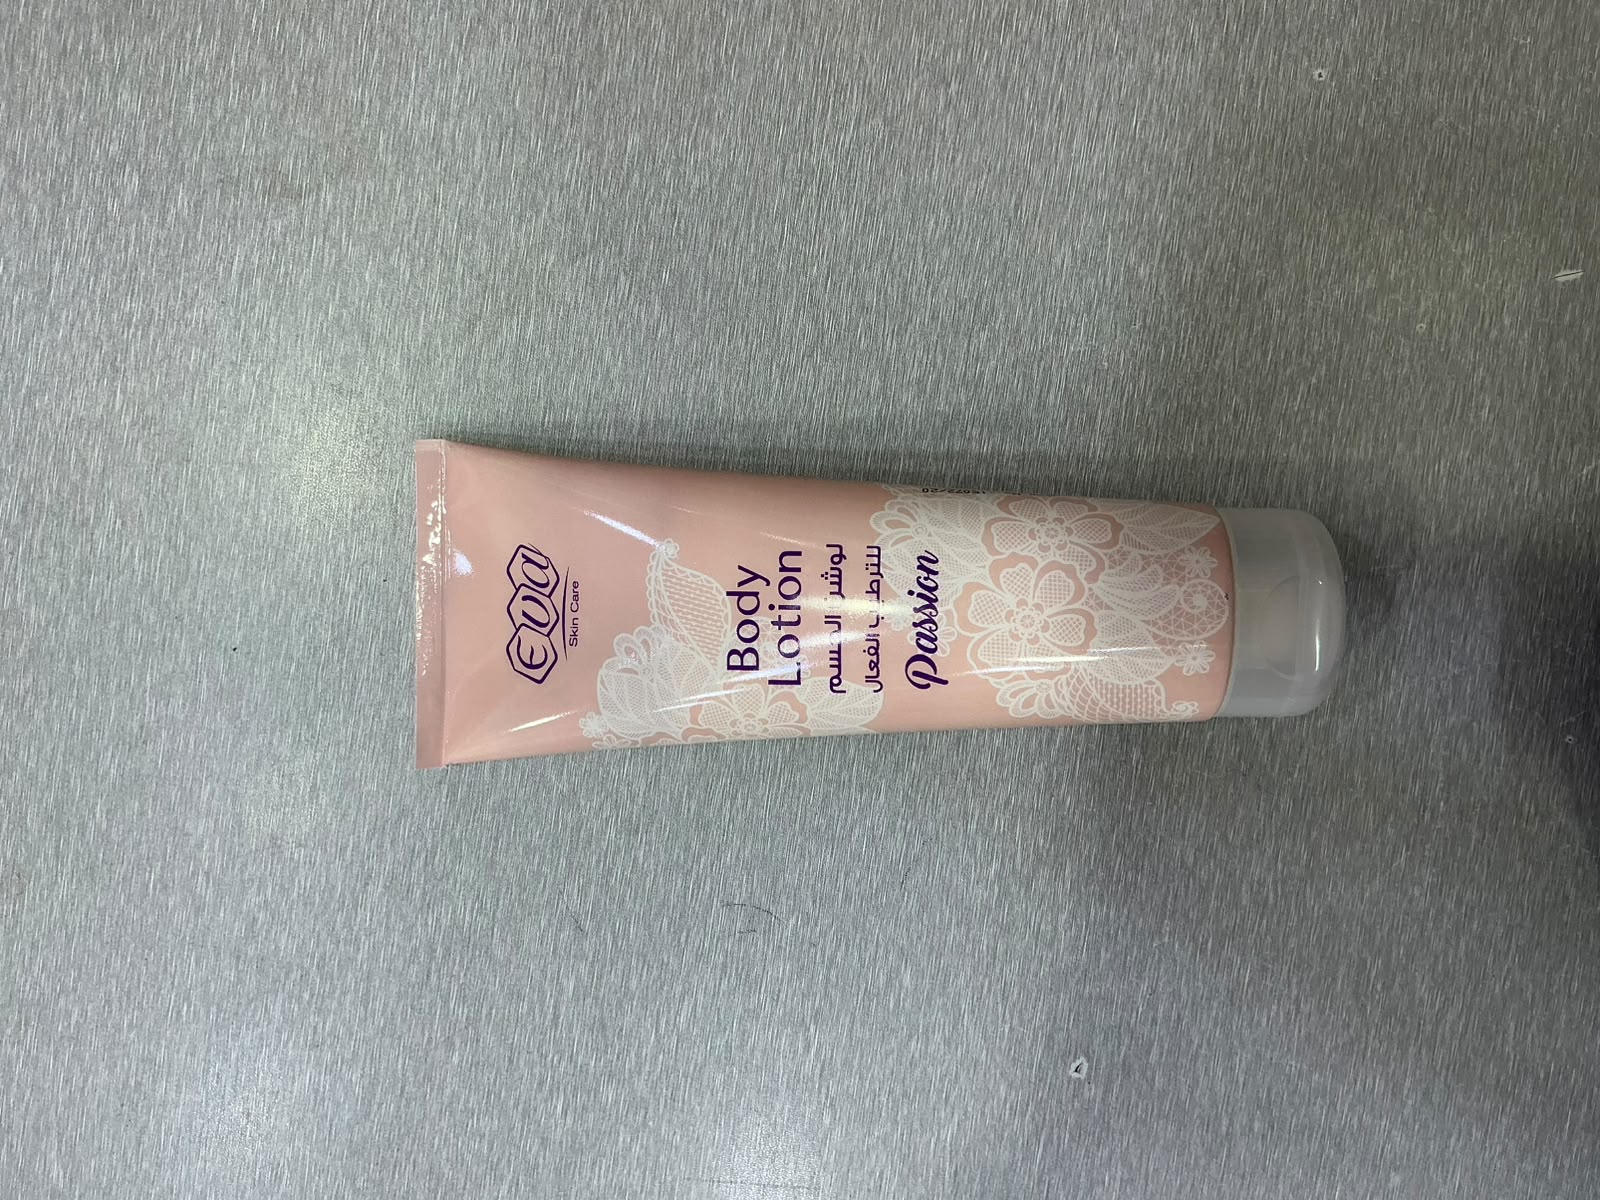 Eva
Skin Care
Body
Lotion
لوشن الجسم
للترطيب الفعال
Passion